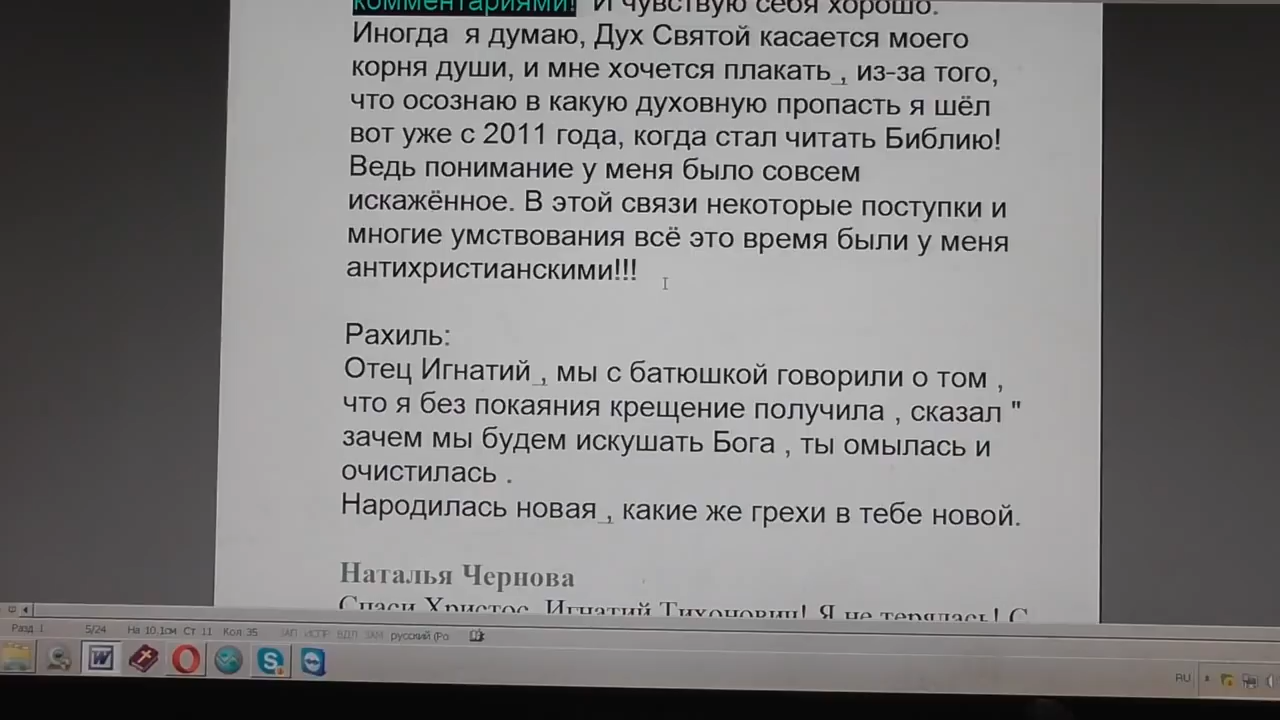 комментариями! И чувствую себя хорошо.
Иногда я думаю, Дух Святой касается моего
корня души, и мне хочется плакать , из-за того,
что осознаю в какую духовную пропасть я шёл
вот уже с 2011 года, когда стал читать Библию!
Ведь понимание у меня было совсем
искажённое. В этой связи некоторые поступки и
многие умствования всё это время были у меня
антихристианскими!!!
Рахиль:
Отец Игнатий , мы с батюшкой говорили о том ,
что я без покаяния крещение получила , сказал "
зачем мы будем искушать Бога , ты омылась и
очистилась .
Народилась новая , какие же грехи в тебе новой.
Наталья Чернова
Спаси Христос, Игнатий Тихонович! Я не терялась! С
Разд 1 5/24 На 10.1см Ст 11 Кол 35 ЗАП ИСПР ВДЛ ЗАМ русский (Ро
RU